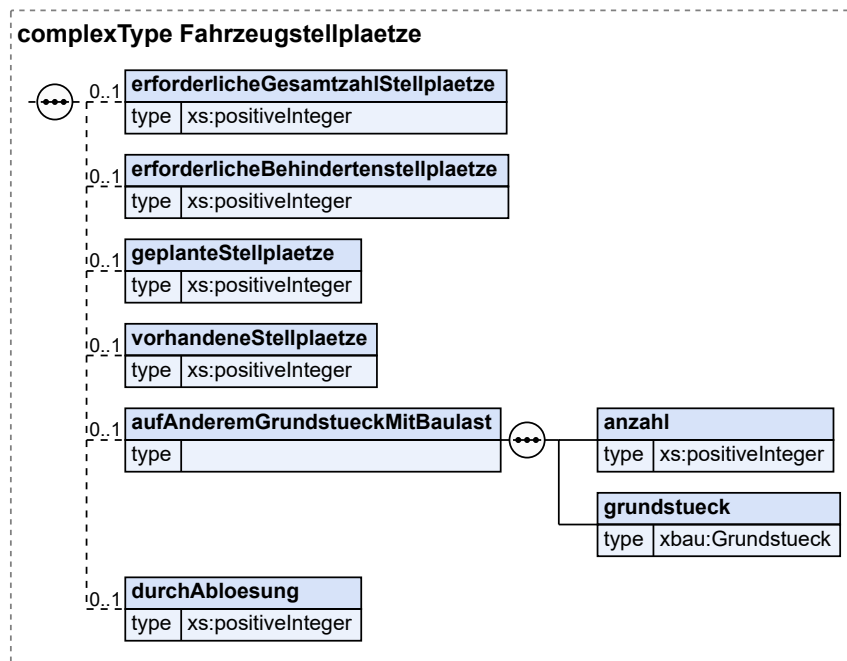 complexType Fahrzeugstellplaetze
0..1 erforderlicheGesamtzahlStellplaetze
type xs:positiveInteger
0..1 erforderlicheBehindertenstellplaetze
type xs:positiveInteger
0..1 geplanteStellplaetze
type xs:positiveInteger
0..1 vorhandeneStellplaetze
type xs:positiveInteger
0..1 aufAnderemGrundstueckMitBaulast
type
anzahl
type xs:positiveInteger
grundstueck
type xbau:Grundstueck
0..1 durchAbloesung
type xs:positiveInteger